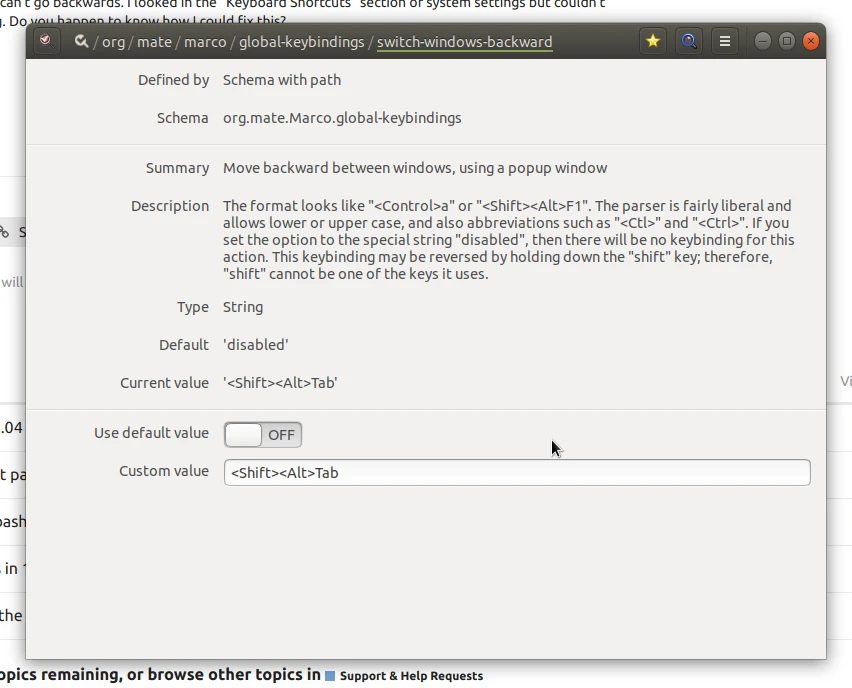 can't go backwards. I looked in the "Keyboard Shortcuts" section of system settings but couldn't
. Do you happen to know how I could fix this?
/ org / mate / marco / global-keybindings / switch-windows-backward
Defined by Schema with path
Schema org.mate.Marco.global-keybindings
Summary Move backward between windows, using a popup window
Description The format looks like "<Control>a" or "<Shift><Alt>F1". The parser is fairly liberal and
allows lower or upper case, and also abbreviations such as "<Ctl>" and "<Ctrl>". If you
set the option to the special string "disabled", then there will be no keybinding for this
action. This keybinding may be reversed by holding down the "shift" key; therefore,
"shift" cannot be one of the keys it uses.
will
Type String
Default 'disabled'
Current value '<Shift><Alt>Tab'
Vi
.04
Use default value OFF
Custom value <Shift><Alt>Tab
t pa
bash
in 1
the
opics remaining, or browse other topics in Support & Help Requests